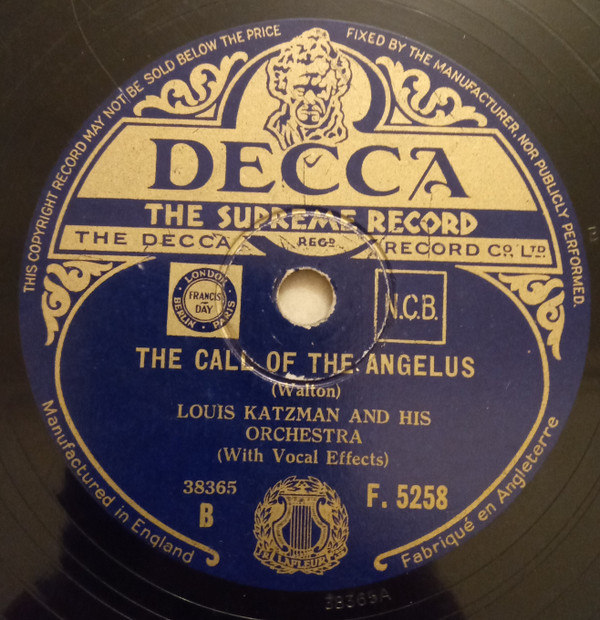 THIS COPYRIGHT RECORD MAY NOT BE SOLD BELOW THE PRICE FIXED BY THE MANUFACTURER, NOR PUBLICLY PERFORMED.
DECCA
THE SUPREME RECORD
THE DECCA REGD RECORD CO. LTD.
LONDON
FRANCIS-DAY
BERLIN · PARIS
N.C.B.
THE CALL OF THE ANGELUS
(Walton)
LOUIS KATZMAN AND HIS
ORCHESTRA
(With Vocal Effects)
38365
B
F. 5258
LAFLEUR
Manufactured in England
Fabriqué en Angleterre